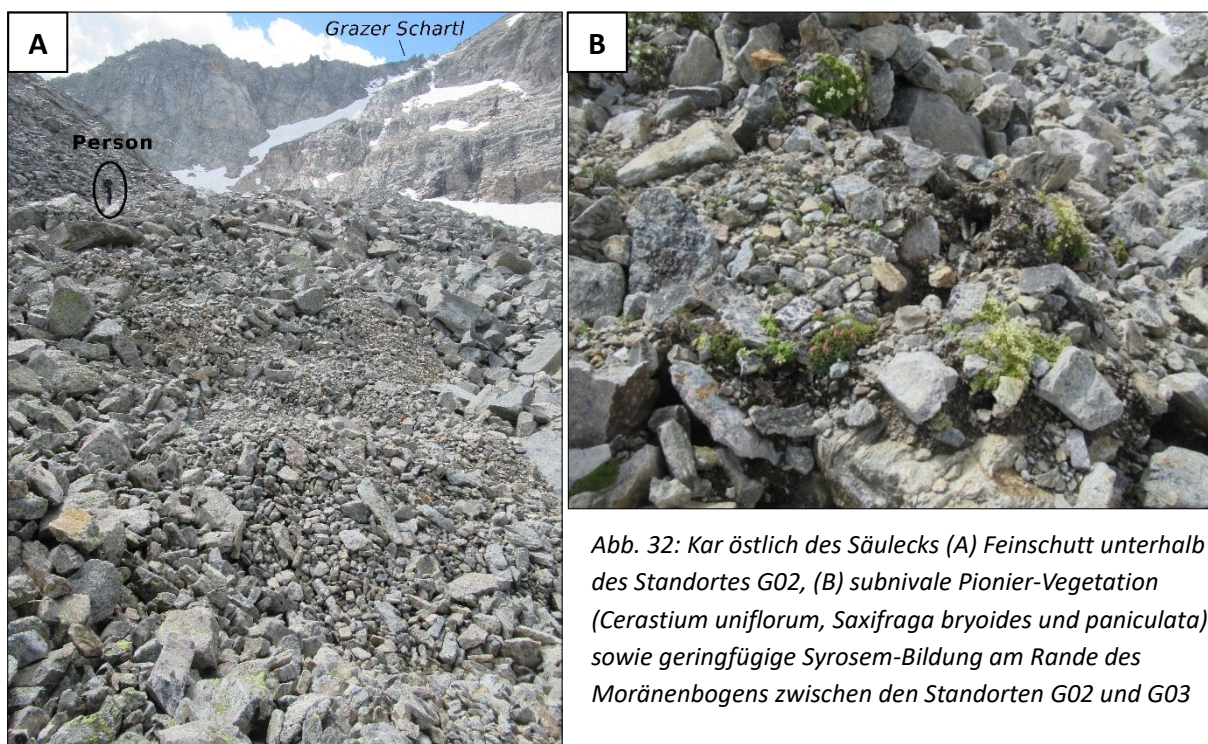 A
Grazer Schartl
Person
B
Abb. 32: Kar östlich des Säulecks (A) Feinschutt unterhalb
des Standortes G02, (B) subnivale Pionier-Vegetation
(Cerastium uniflorum, Saxifraga bryoides und paniculata)
sowie geringfügige Syrosem-Bildung am Rande des
Moränenbogens zwischen den Standorten G02 und G03